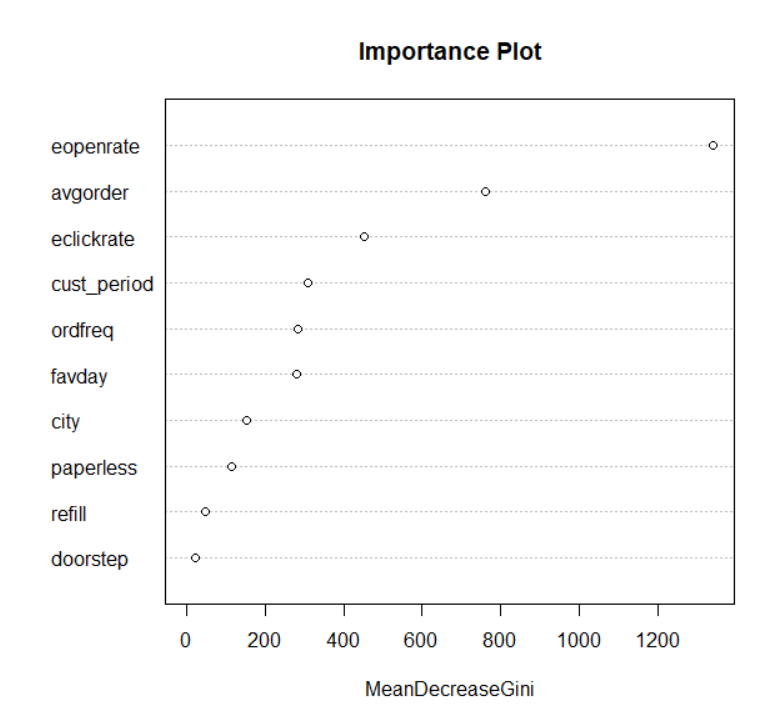 Importance Plot
eopenrate
avgorder
eclickrate
cust_period
ordfreq
favday
city
paperless
refill
doorstep
0 200 400 600 800 1000 1200
MeanDecreaseGini